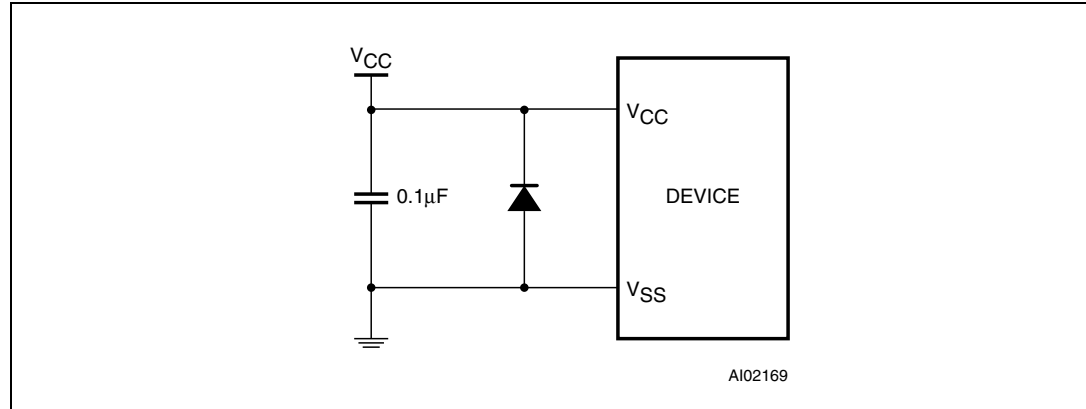 VCC
VCC
0.1μF
DEVICE
VSS
AI02169